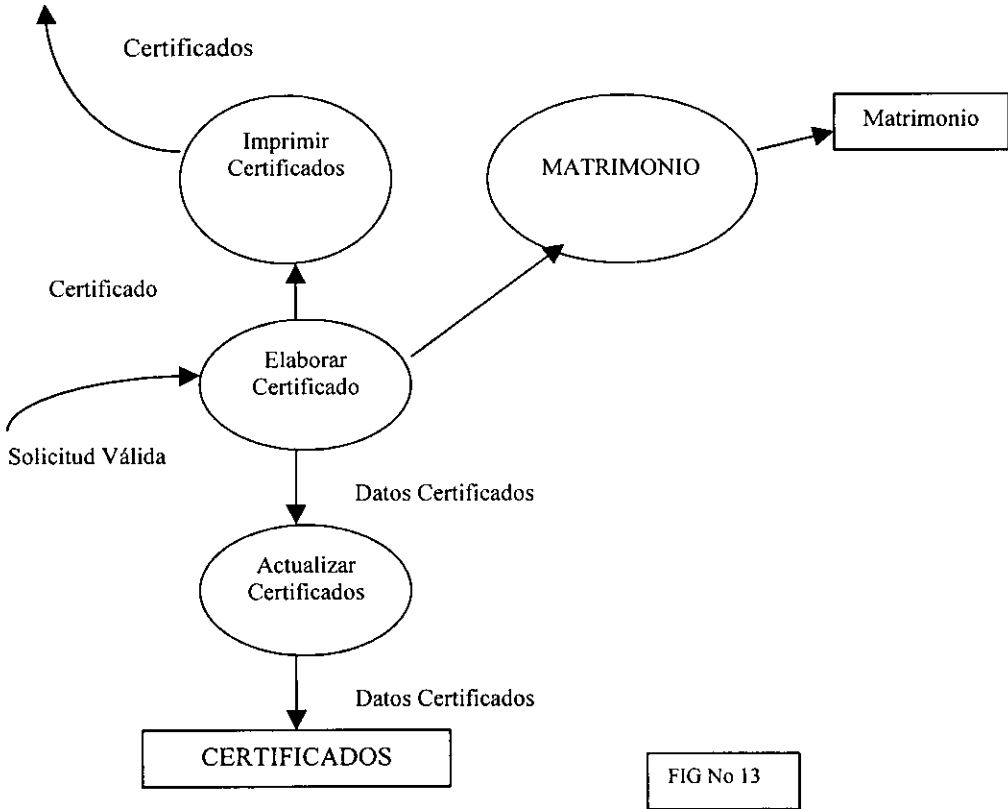 Certificados
Imprimir
Certificados
MATRIMONIO
Matrimonio
Certificado
Elaborar
Certificado
Solicitud Válida
Datos Certificados
Actualizar
Certificados
Datos Certificados
CERTIFICADOS
FIG No 13